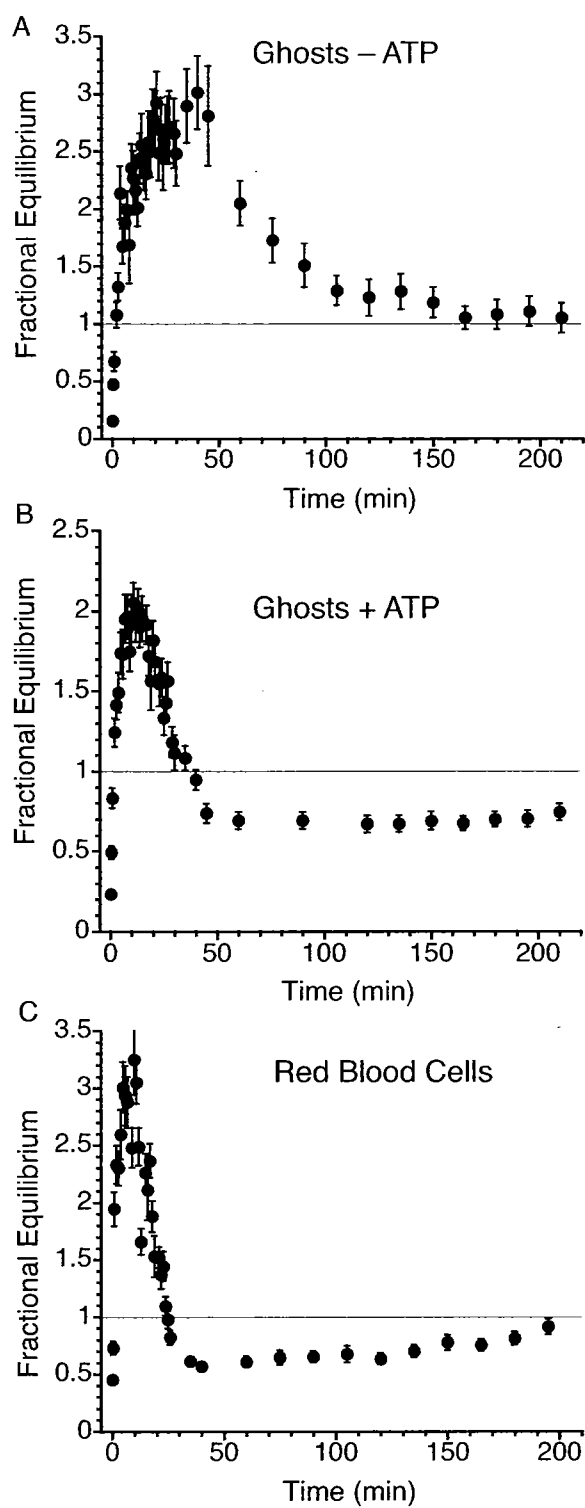 A
Ghosts – ATP
Fractional Equilibrium
3.5
3
2.5
2
1.5
1
0.5
0
0 50 100 150 200
Time (min)
B
Ghosts + ATP
Fractional Equilibrium
2.5
2
1.5
1
0.5
0
0 50 100 150 200
Time (min)
C
Red Blood Cells
Fractional Equilibrium
3.5
3
2.5
2
1.5
1
0.5
0
0 50 100 150 200
Time (min)